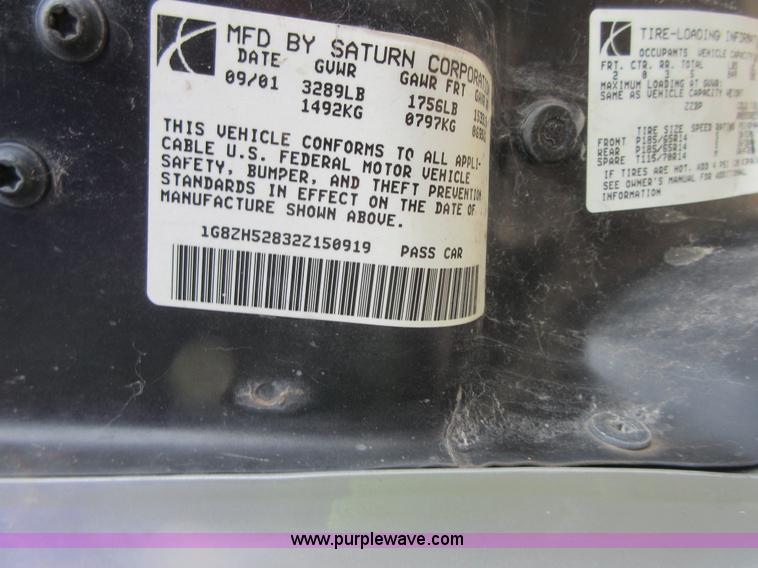 MFD BY SATURN CORPORATION
DATE GVWR GAWR FRT
09/01 3289LB 1756LB
1492KG 0797KG
THIS VEHICLE CONFORMS TO ALL APPLI-
CABLE U.S. FEDERAL MOTOR VEHICLE
SAFETY, BUMPER, AND THEFT PREVENTION
STANDARDS IN EFFECT ON THE DATE OF
MANUFACTURE SHOWN ABOVE.
1G8ZH52832Z150919 PASS CAR
TIRE-LOADING
OCCUPANTS VEHICLE CAPACITY
FRT. CTR. RR. TOTAL LBS
2 0 3 5
MAXIMUM LOADING AT GVWR:
SAME AS VEHICLE CAPACITY WEIGHT
ZZBP
TIRE SIZE SPEED RATING
FRONT P185/65R14
REAR P185/65R14
SPARE T115/70R14
IF TIRES ARE HOT, ADD 4 PSI
SEE OWNER'S MANUAL FOR ADDITIONAL
INFORMATION
www.purplewave.com